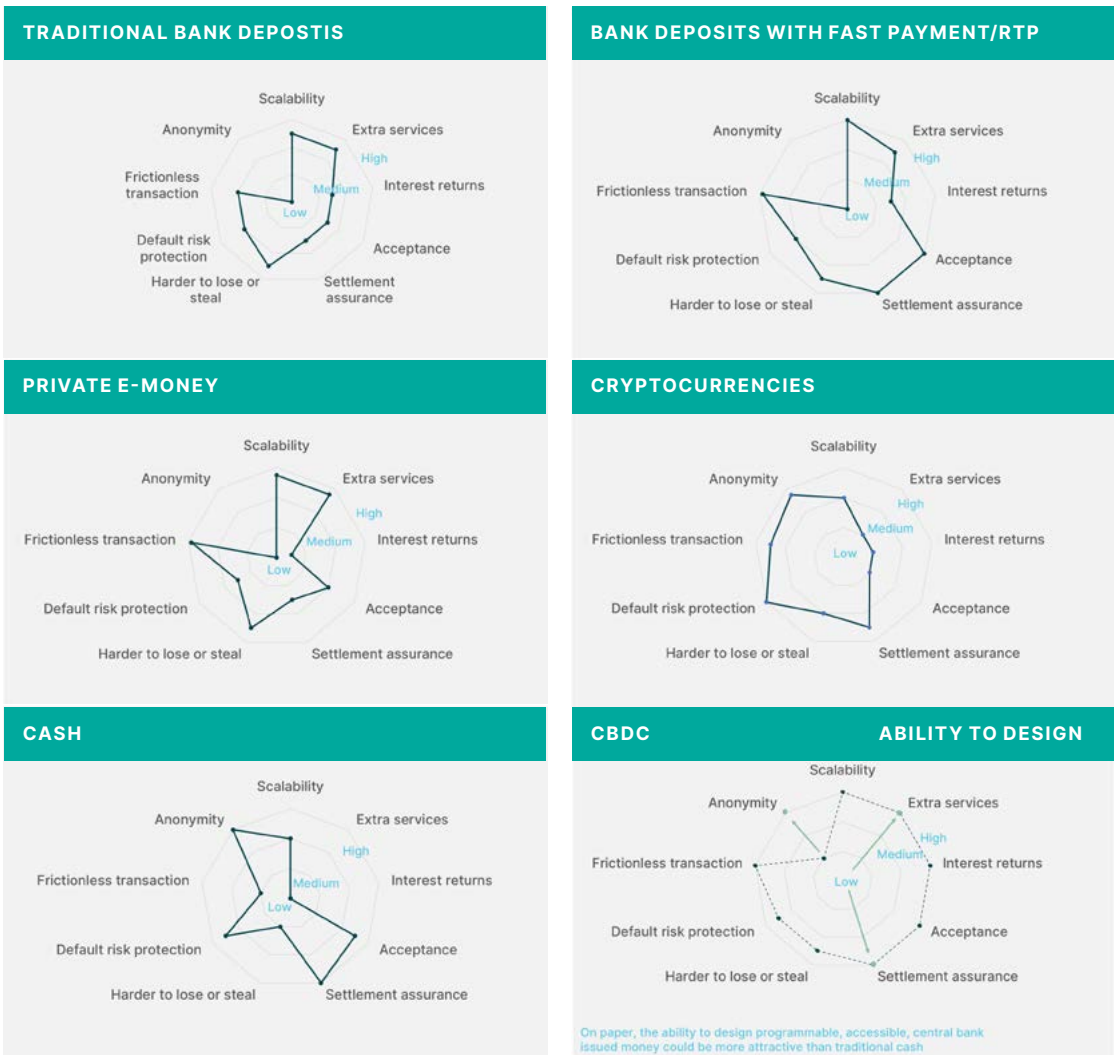 TRADITIONAL BANK DEPOSTIS
Scalability
Anonymity
Extra services
High
Frictionless
transaction
Medium
Interest returns
Low
Default risk
protection
Acceptance
Harder to lose or
steal
Settlement
assurance
BANK DEPOSITS WITH FAST PAYMENT/RTP
Scalability
Anonymity
Extra services
High
Medium
Frictionless transaction
Interest returns
Low
Default risk protection
Acceptance
Harder to lose or steal
Settlement assurance
PRIVATE E-MONEY
Scalability
Anonymity
Extra services
High
Frictionless transaction
Medium
Interest returns
Low
Default risk protection
Acceptance
Harder to lose or steal
Settlement assurance
CRYPTOCURRENCIES
Scalability
Anonymity
Extra services
High
Medium
Frictionless transaction
Interest returns
Low
Default risk protection
Acceptance
Harder to lose or steal
Settlement assurance
CASH
Scalability
Anonymity
Extra services
High
Frictionless transaction
Medium
Interest returns
Low
Default risk protection
Acceptance
Harder to lose or steal
Settlement assurance
CBDC ABILITY TO DESIGN
Scalability
Anonymity
Extra services
High
Medium
Frictionless transaction
Interest returns
Low
Default risk protection
Acceptance
Harder to lose or steal
Settlement assurance
On paper, the ability to design programmable, accessible, central bank
issued money could be more attractive than traditional cash